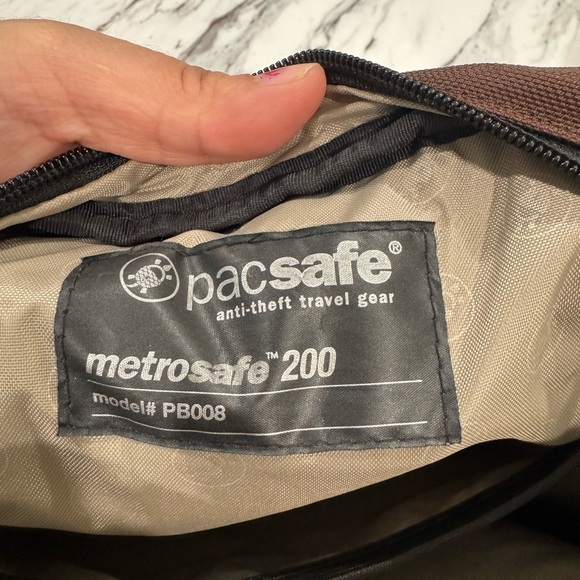 pacsafe®
anti-theft travel gear
metrosafe™ 200
model# PB008